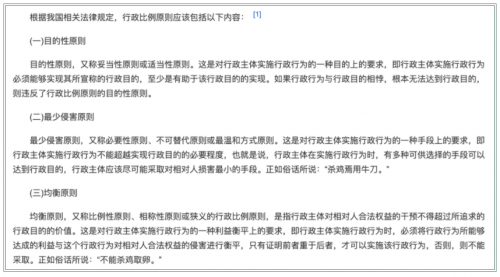 根据我国相关法律规定，行政比例原则应该包括以下内容： [1]
(一)目的性原则
目的性原则，又称妥当性原则或适当性原则。这是对行政主体实施行政行为的一种目的上的要求，即行政主体实施行政行为
必须能够实现其所宣称的行政目的，至少是有助于该行政目的的实现。如果行政行为与行政目的相悖，根本无法达到行政目的，
则违反了行政比例原则的目的性原则。
(二)最少侵害原则
最少侵害原则，又称必要性原则、不可替代原则或最温和方式原则。这是对行政主体实施行政行为的一种手段上的要求，即
行政主体实施行政行为不能超越实现行政目的的必要程度，也就是说，行政主体在实施行政行为时，有多种可供选择的手段可以
达到行政目的，行政主体应该尽可能采取对相对人损害最小的手段。正如俗话所说：“杀鸡焉用牛刀。”
(三)均衡原则
均衡原则，又称比例性原则、相称性原则或狭义的行政比例原则，是指行政主体对相对人合法权益的干预不得超过所追求的
行政目的的价值。这是对行政主体实施行政行为的一种利益衡平上的要求，即行政主体实施行政行为时，必须将行政行为所能够
达成的利益与这个行政行为对相对人合法权益的侵害进行衡平，只有证明前者重于后者，才可以实施该行政行为，否则，则不能
采取。正如俗话所说：“不能杀鸡取卵。”